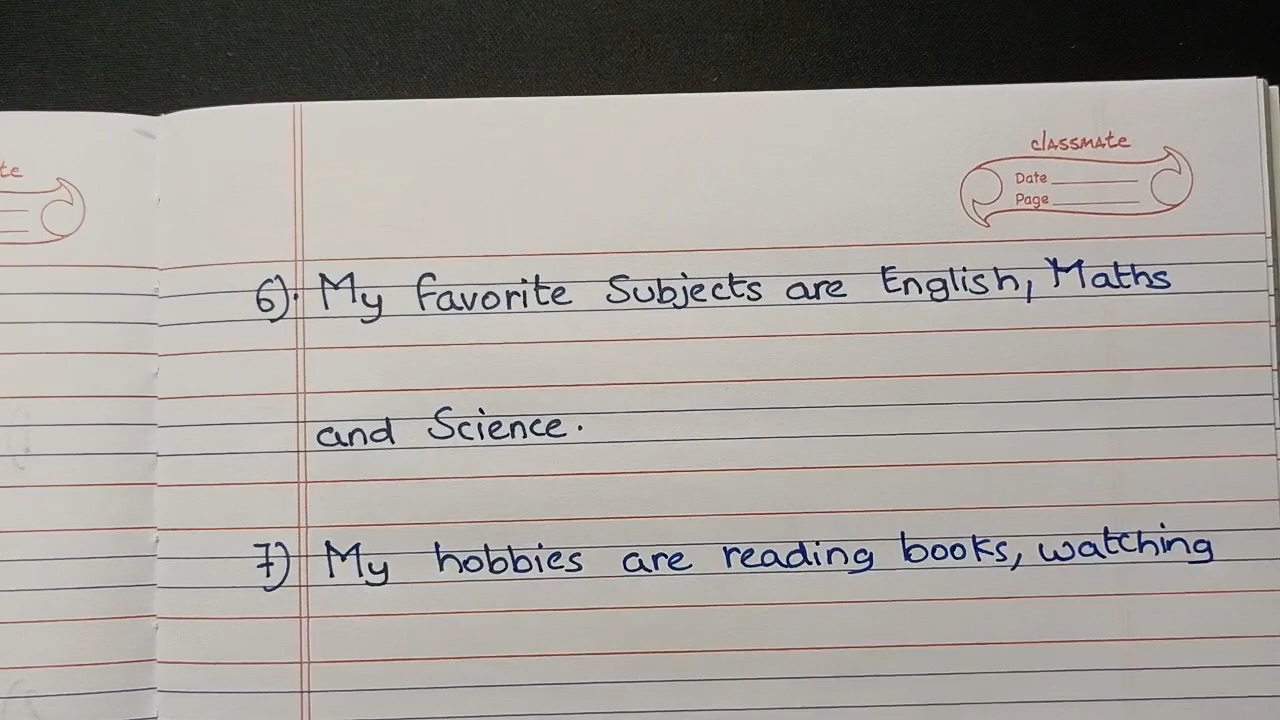 te
classmate
Date
Page
6). My favorite Subjects are English, Maths
and Science.
7) My hobbies are reading books, watching